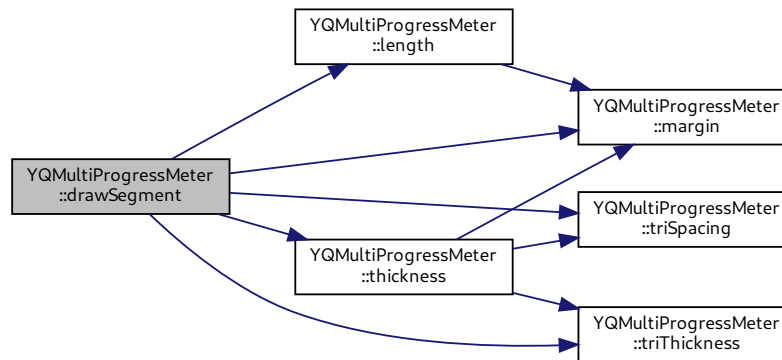 YQMultiProgressMeter
::length
YQMultiProgressMeter
::margin
YQMultiProgressMeter
::drawSegment
YQMultiProgressMeter
::triSpacing
YQMultiProgressMeter
::thickness
YQMultiProgressMeter
::triThickness